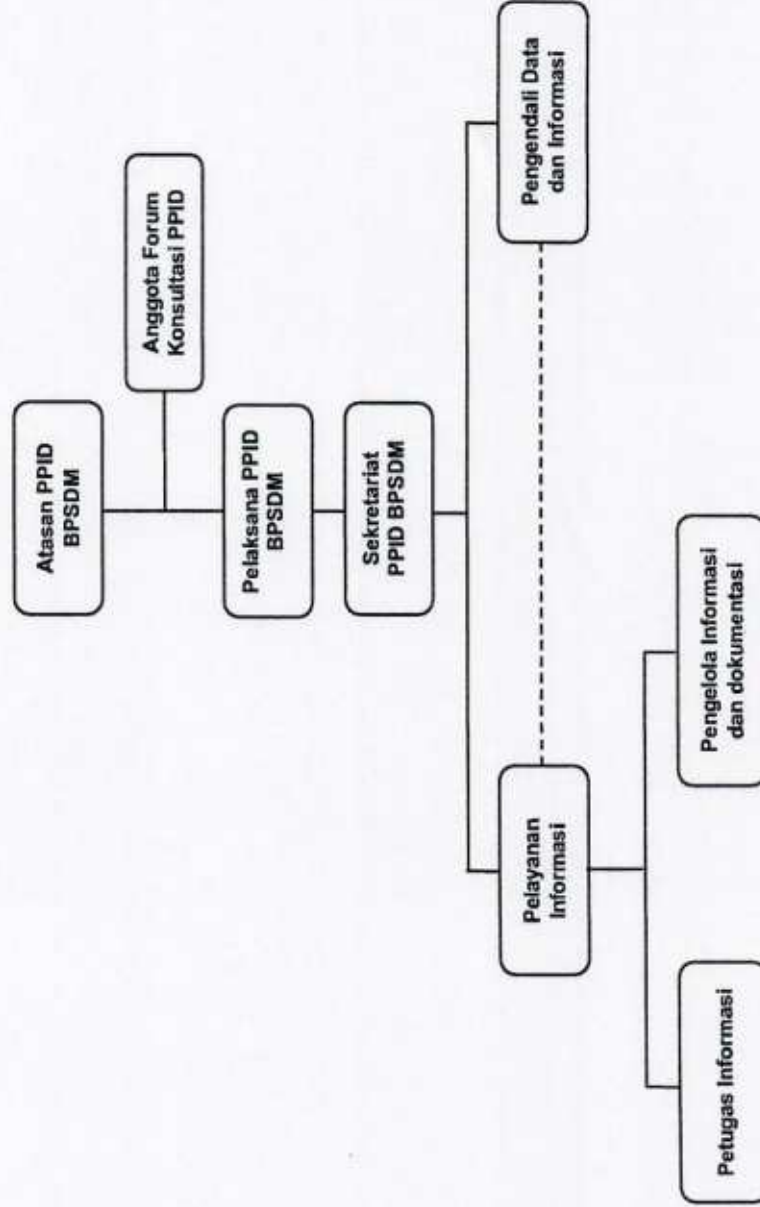 Atasan PPID
BPSDM
Anggota Forum
Konsultasi PPID
Pelaksana PPID
BPSDM
Sekretariat
PPID BPSDM
Pelayanan
Informasi
Pengendali Data
dan Informasi
Petugas Informasi
Pengelola Informasi
dan dokumentasi